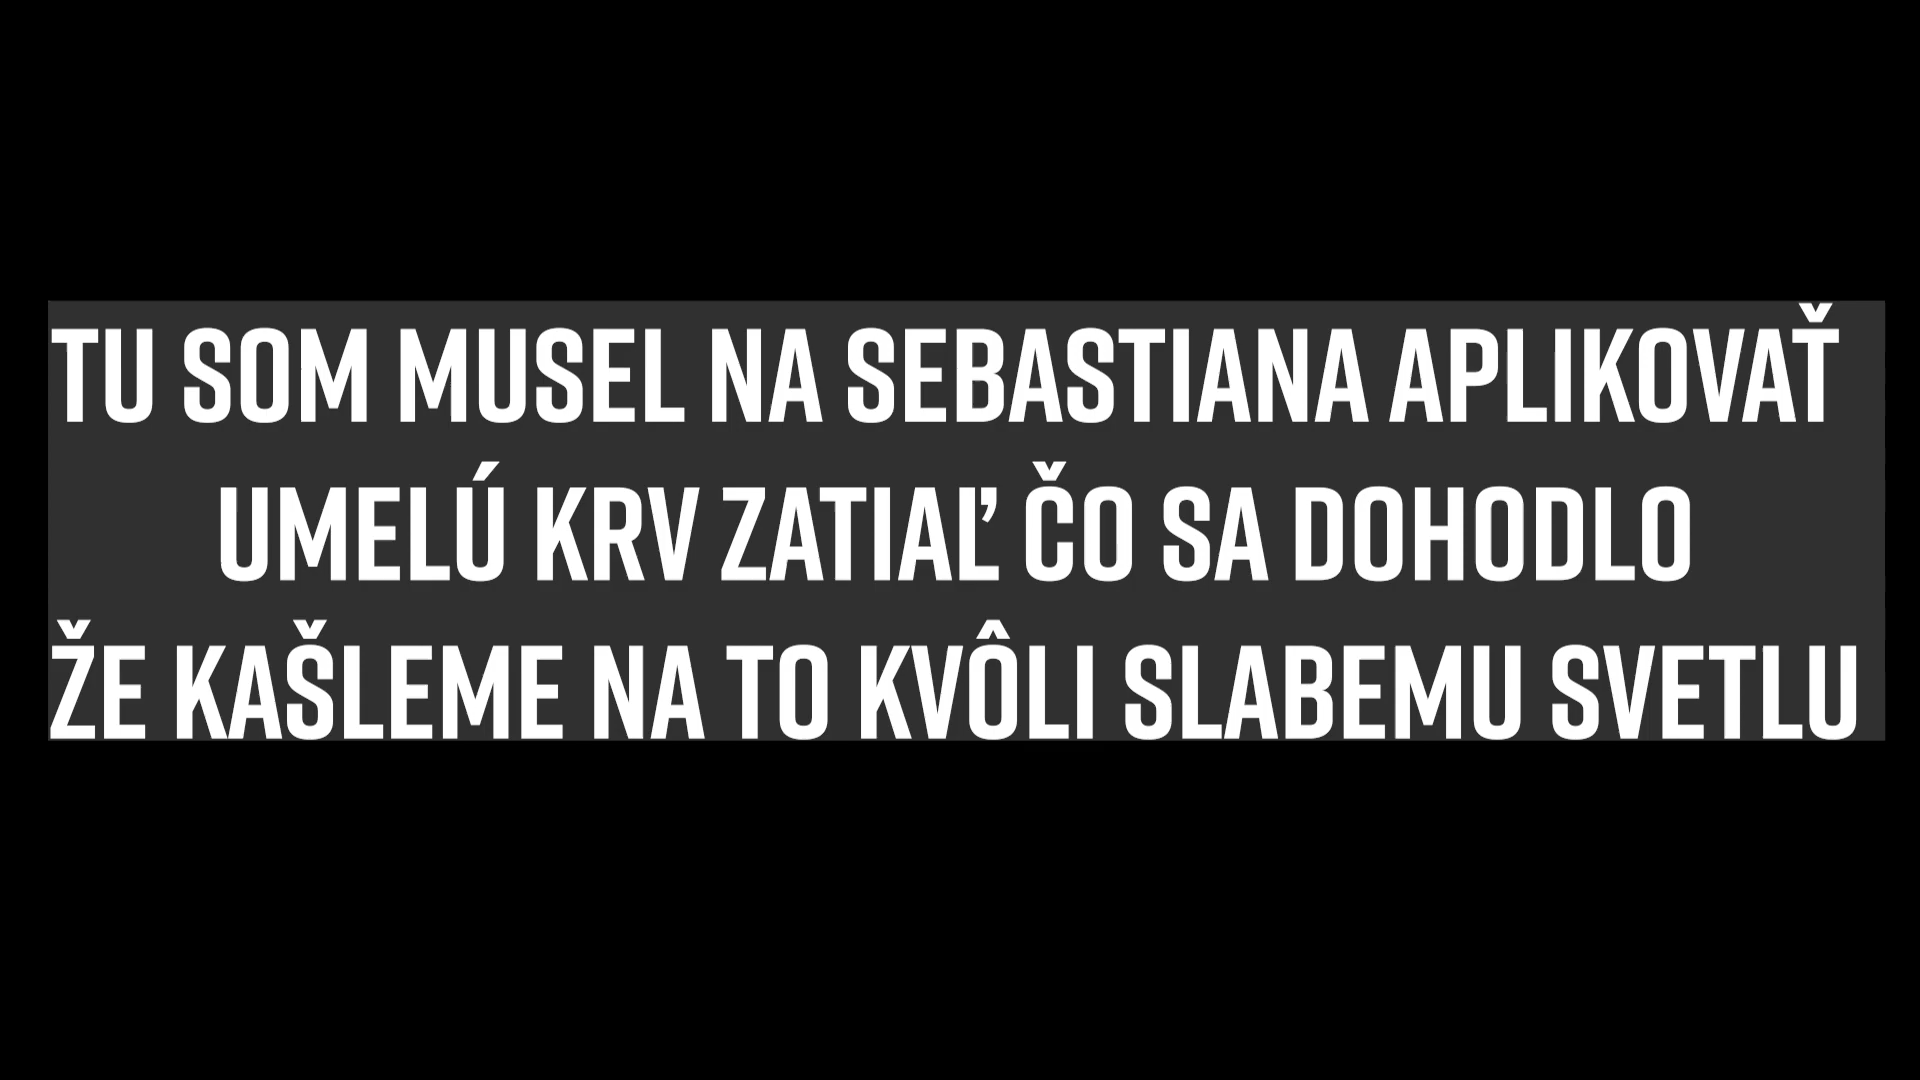 TU SOM MUSEL NA SEBASTIANA APLIKOVAŤ
UMELÚ KRV ZATIAĽ ČO SA DOHODLO
ŽE KAŠLEME NA TO KVÔLI SLABEMU SVETLU